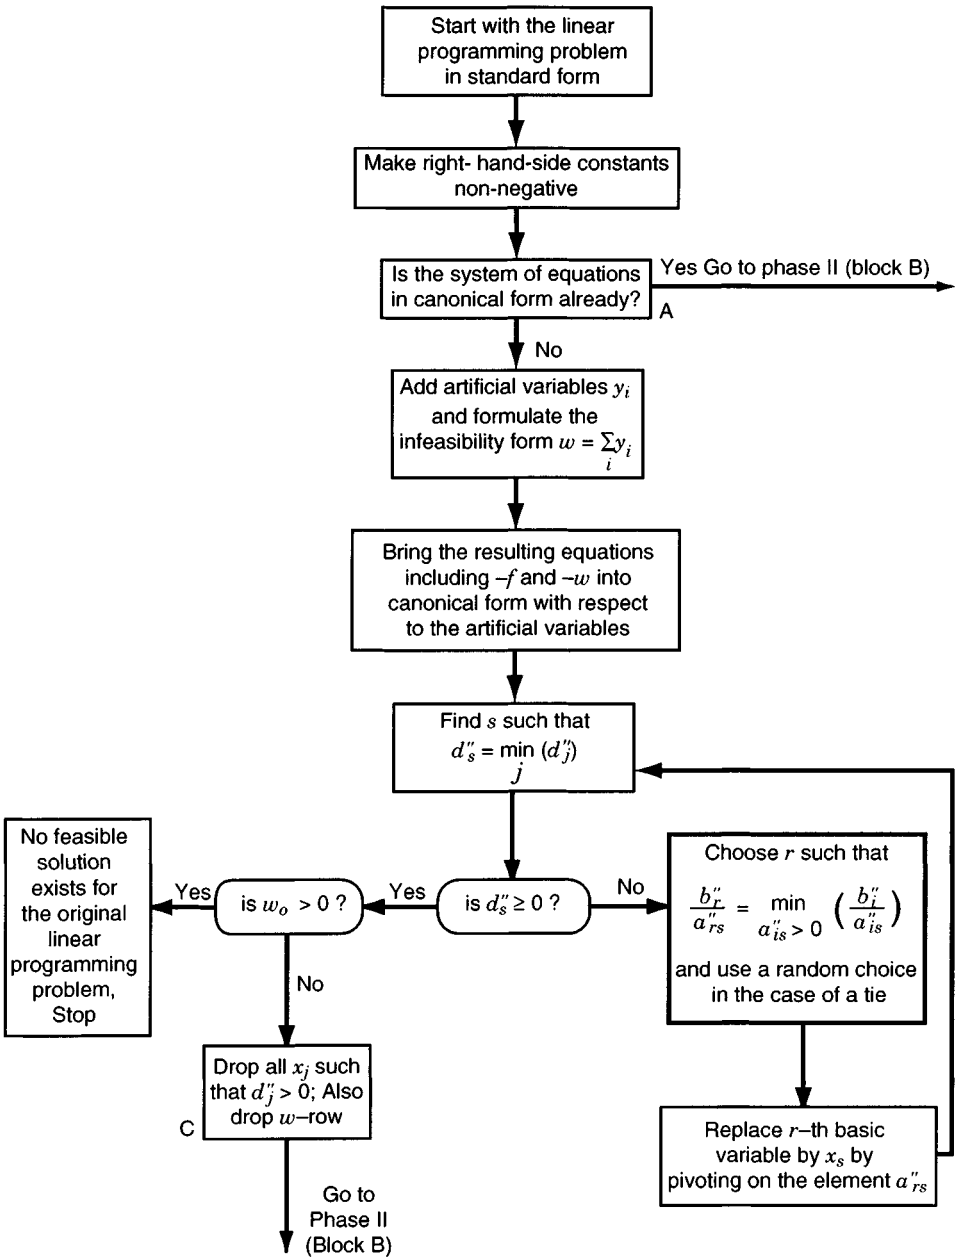 Start with the linear
programming problem
in standard form
Make right- hand-side constants
non-negative
Is the system of equations
in canonical form already?
Yes Go to phase II (block B)
A
No
Add artificial variables yᵢ
and formulate the
infeasibility form w = Σyᵢ
i
Bring the resulting equations
including –f and –w into
canonical form with respect
to the artificial variables
Find s such that
d″ₛ = min (d″ⱼ)
j
is d″ₛ ≥ 0 ?
Yes
No
is wₒ > 0 ?
Yes
No
No feasible
solution
exists for
the original
linear
programming
problem,
Stop
Choose r such that
b″ᵣ / a″ᵣₛ = min (b″ᵢ / a″ᵢₛ)
a″ᵢₛ > 0
and use a random choice
in the case of a tie
Replace r–th basic
variable by xₛ by
pivoting on the element a″ᵣₛ
Drop all xⱼ such
that d″ⱼ > 0; Also
drop w–row
C
Go to
Phase II
(Block B)